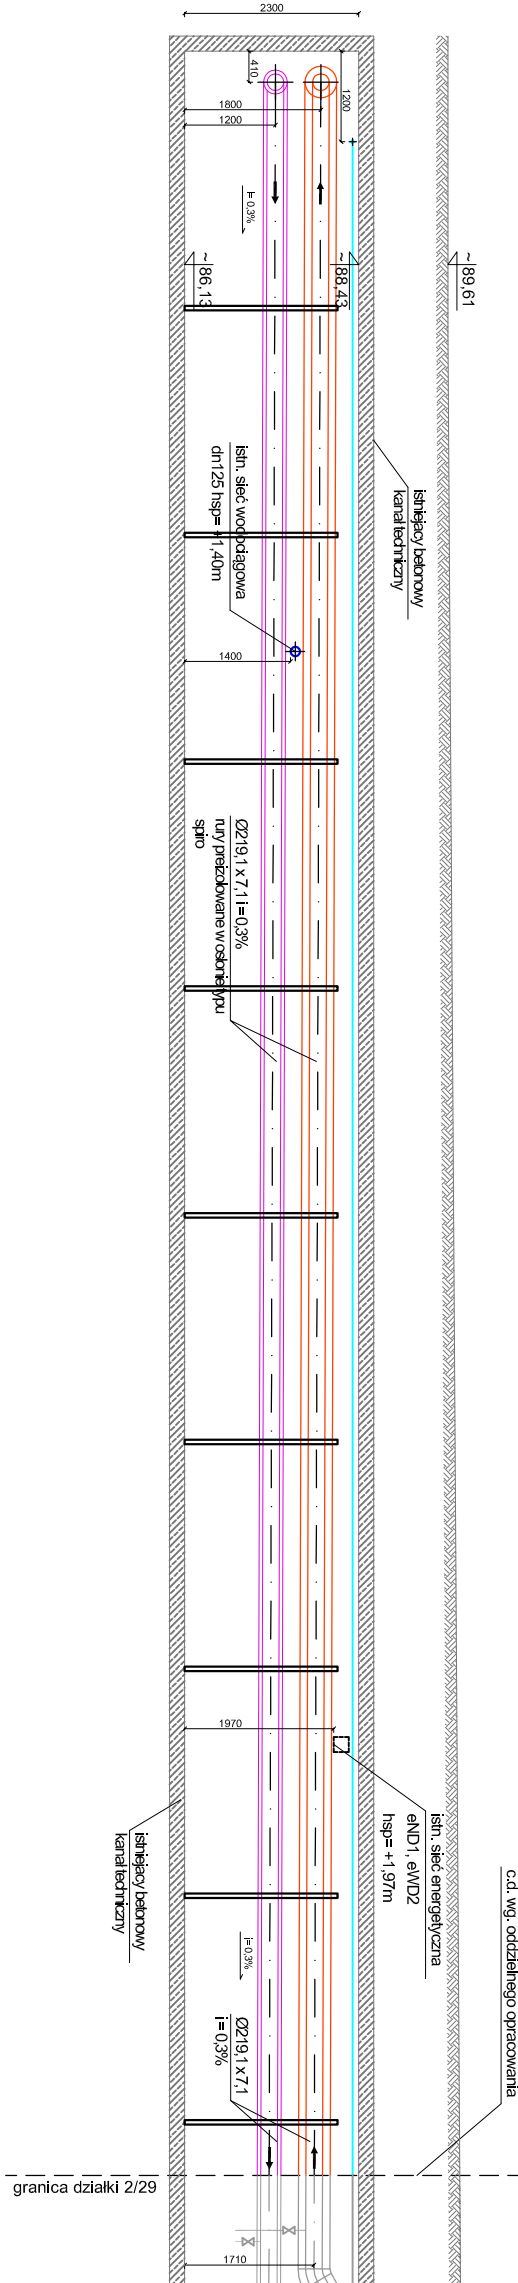 2300
410
1200
1800
1200
i= 0,3%
~ 86,13
~ 88,43
~ 89,61
istniejacy betonowy
kanał techniczny
istn. sieć wodociągowa
dn125 hsp= +1,40m
1400
Ø219,1 x 7,1 i=0,3%
rury preizolowane w osłonie typu
spiro
1970
istn. sieć energetyczna
eND1, eWD2
hsp= +1,97m
istniejacy betonowy
kanał techniczny
c.d. wg. oddzielnego opracowania
i= 0,3%
Ø219,1 x 7,1
i= 0,3%
granica działki 2/29
1710